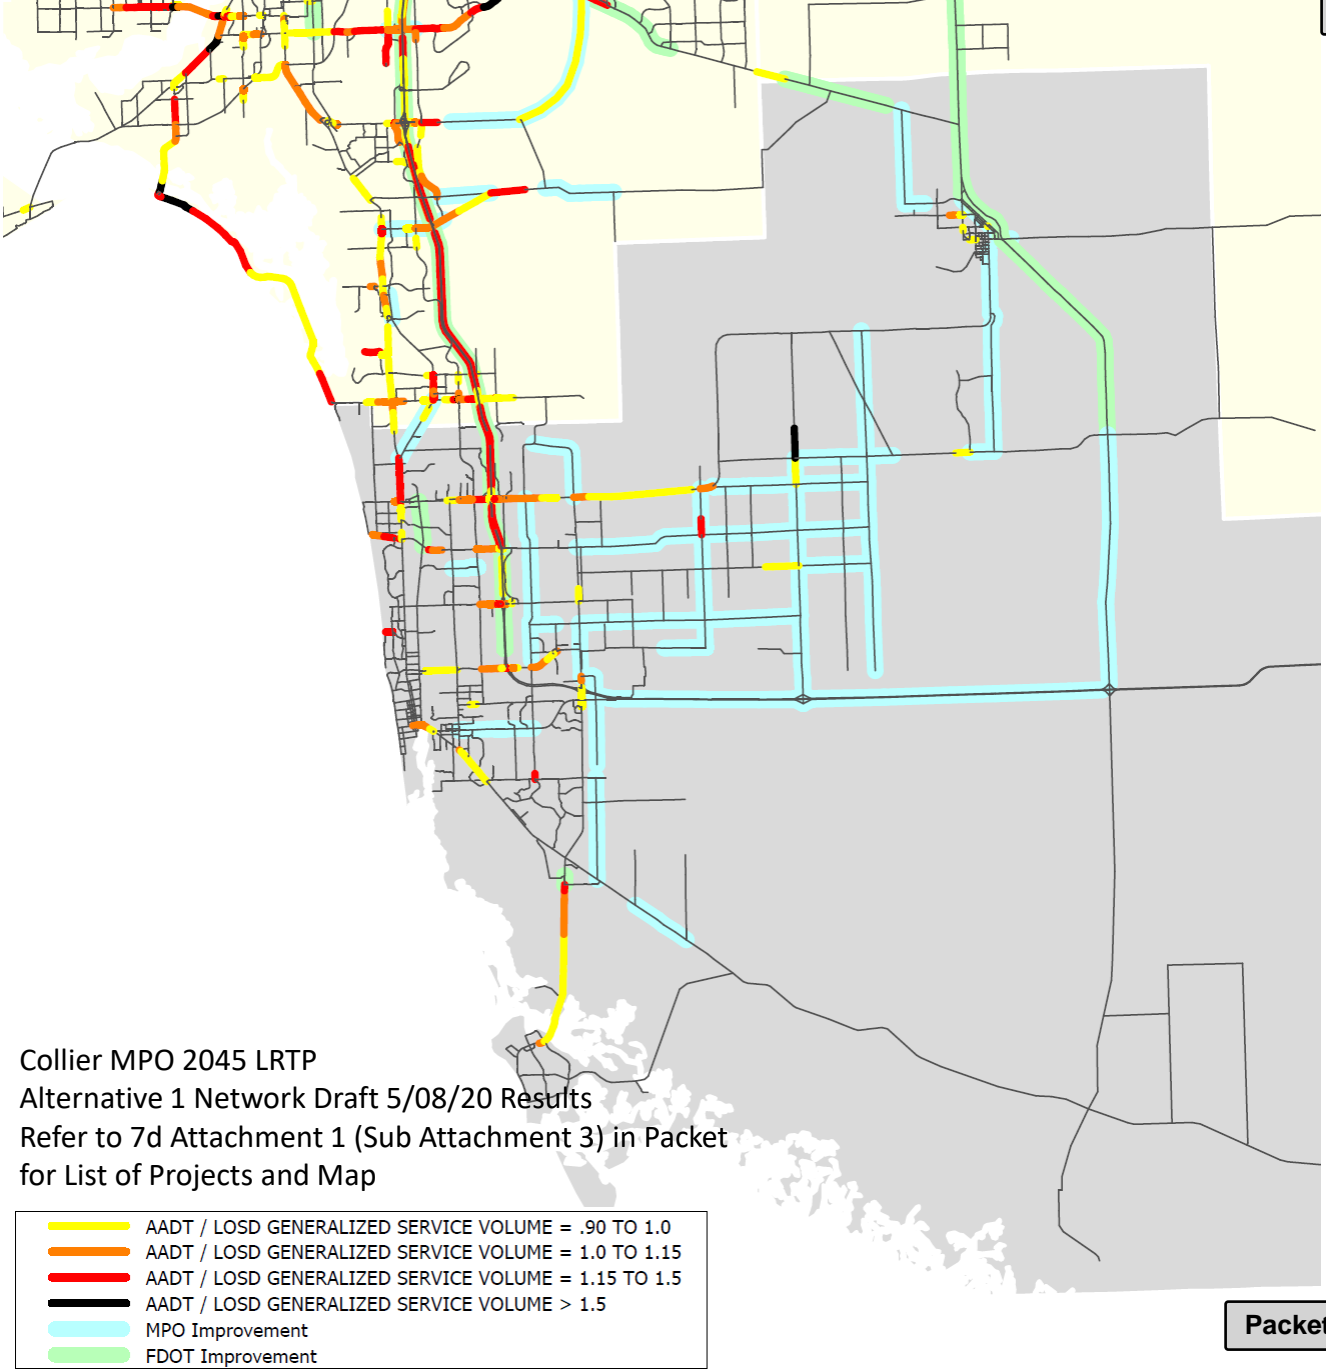 Collier MPO 2045 LRTP
Alternative 1 Network Draft 5/08/20 Results
Refer to 7d Attachment 1 (Sub Attachment 3) in Packet
for List of Projects and Map
AADT / LOSD GENERALIZED SERVICE VOLUME = .90 TO 1.0
AADT / LOSD GENERALIZED SERVICE VOLUME = 1.0 TO 1.15
AADT / LOSD GENERALIZED SERVICE VOLUME = 1.15 TO 1.5
AADT / LOSD GENERALIZED SERVICE VOLUME > 1.5
MPO Improvement
FDOT Improvement
Packet